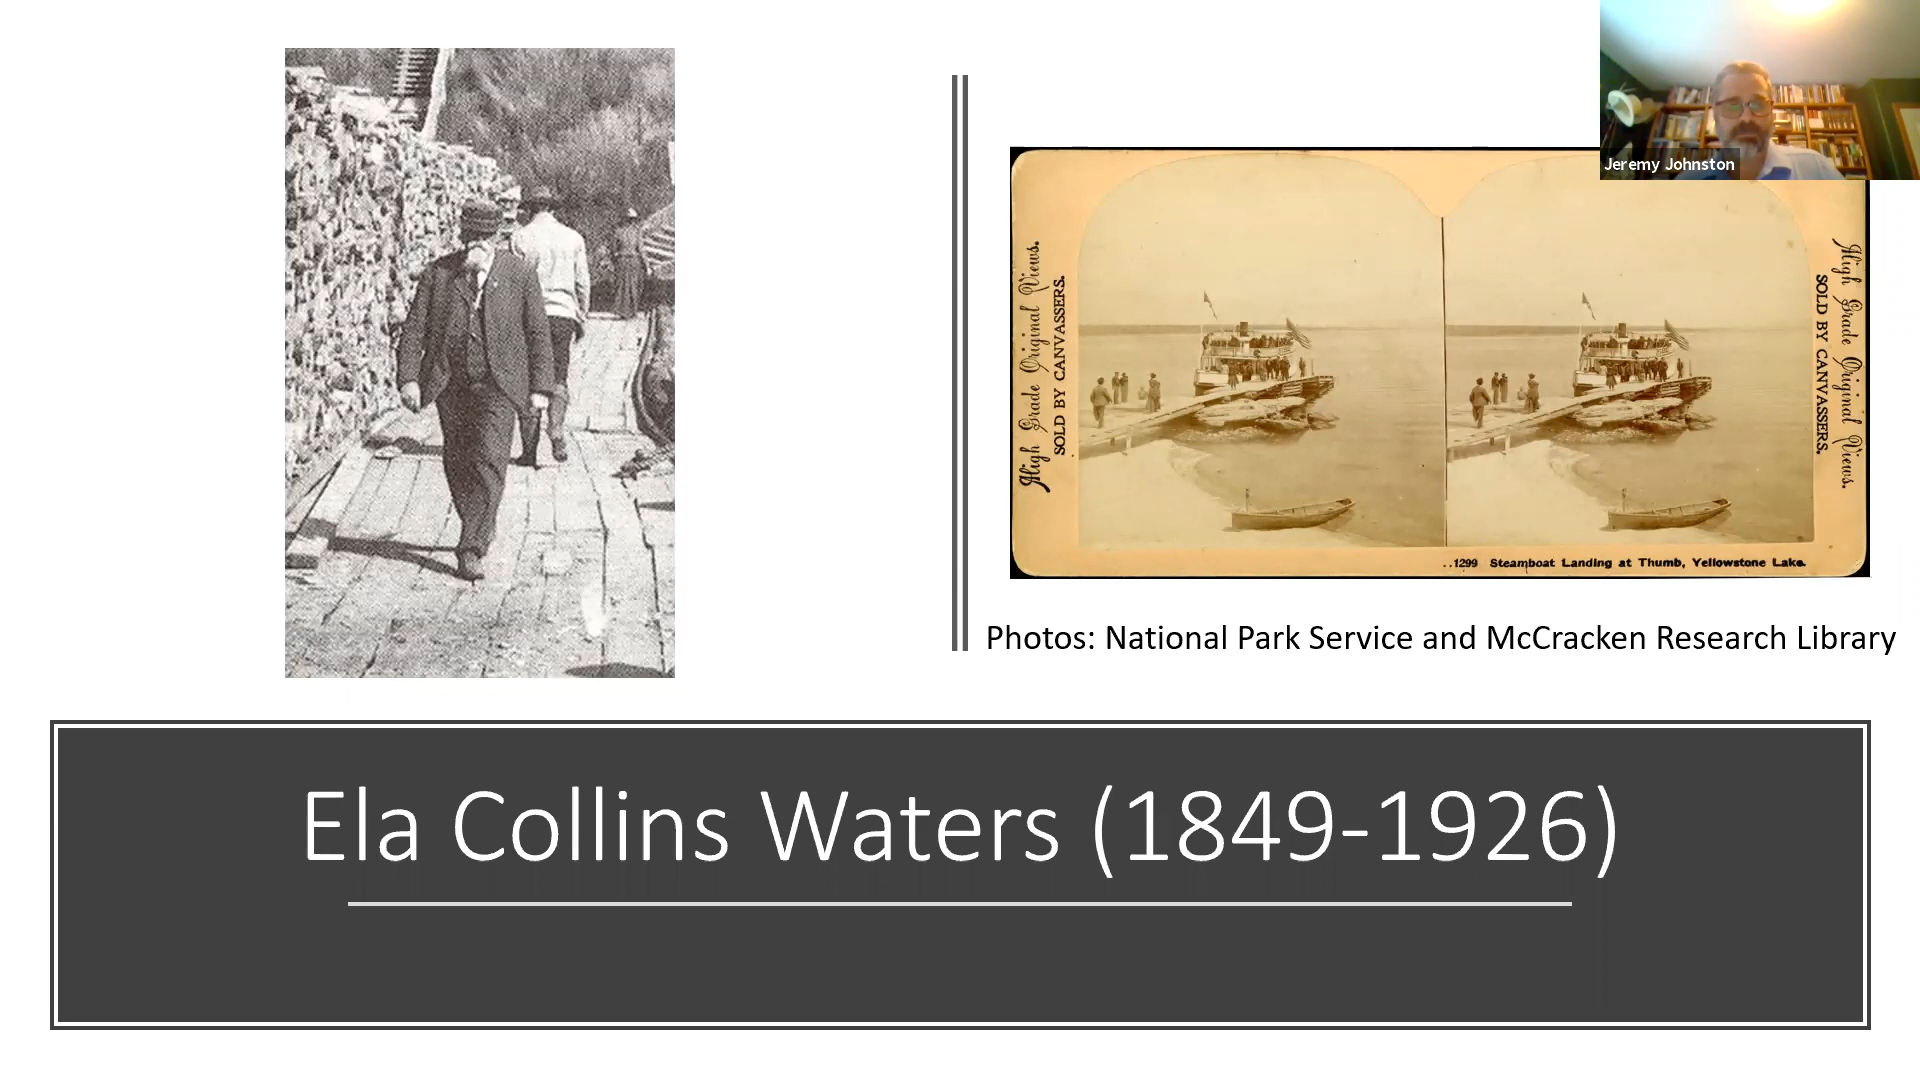 Jeremy Johnston
High Grade Original Views.
SOLD BY CANVASSERS.
High Grade Original Views.
SOLD BY CANVASSERS.
..1299 Steamboat Landing at Thumb, Yellowstone Lake.
Photos: National Park Service and McCracken Research Library
Ela Collins Waters (1849-1926)